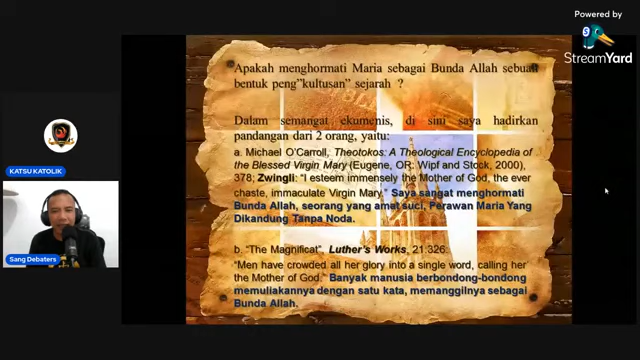 Powered by
StreamYard
Apakah menghormati Maria sebagai Bunda Allah sebuah
bentuk peng"kultusan" sejarah ?
Dalam semangat ekumenis, di sini saya hadirkan
pandangan dari 2 orang, yaitu:
a. Michael O'Carroll, Theotokos: A Theological Encyclopedia of
the Blessed Virgin Mary (Eugene, OR: Wipf and Stock, 2000),
378; Zwingli: "I esteem immensely the Mother of God, the ever
chaste, immaculate Virgin Mary." Saya sangat menghormati
Bunda Allah, seorang yang amat suci, Perawan Maria Yang
Dikandung Tanpa Noda.
b. "The Magnificat", Luther's Works, 21:326:
"Men have crowded all her glory into a single word, calling her
the Mother of God." Banyak manusia berbondong-bondong
memuliakannya dengan satu kata, memanggilnya sebagai
Bunda Allah.
KATSU KATOLIK
Sang Debaters